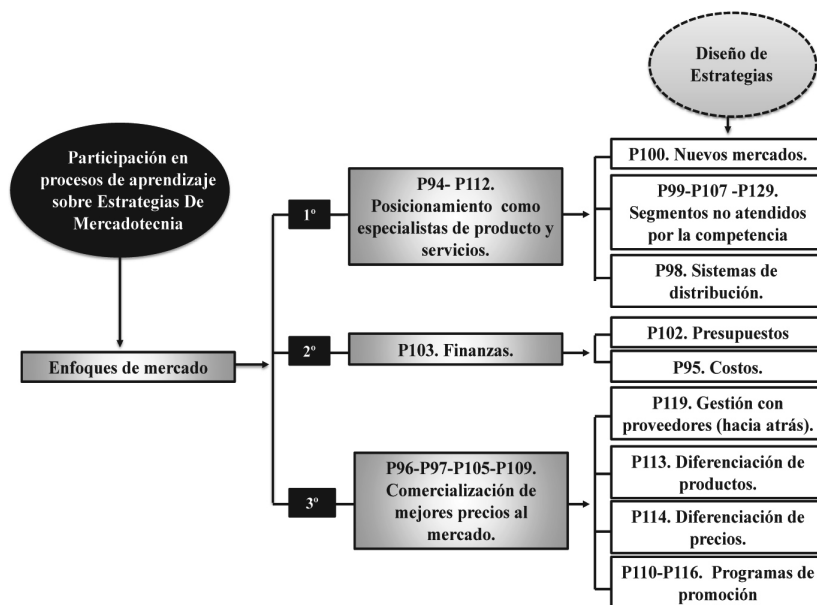 Diseño de
Estrategias
Participación en
procesos de aprendizaje
sobre Estrategias De
Mercadotecnia
Enfoques de mercado
1º
P94- P112.
Posicionamiento como
especialistas de producto y
servicios.
P100. Nuevos mercados.
P99-P107 -P129.
Segmentos no atendidos
por la competencia
P98. Sistemas de
distribución.
2º
P103. Finanzas.
P102. Presupuestos
P95. Costos.
3º
P96-P97-P105-P109.
Comercialización de
mejores precios al
mercado.
P119. Gestión con
proveedores (hacia atrás).
P113. Diferenciación de
productos.
P114. Diferenciación de
precios.
P110-P116. Programas de
promoción